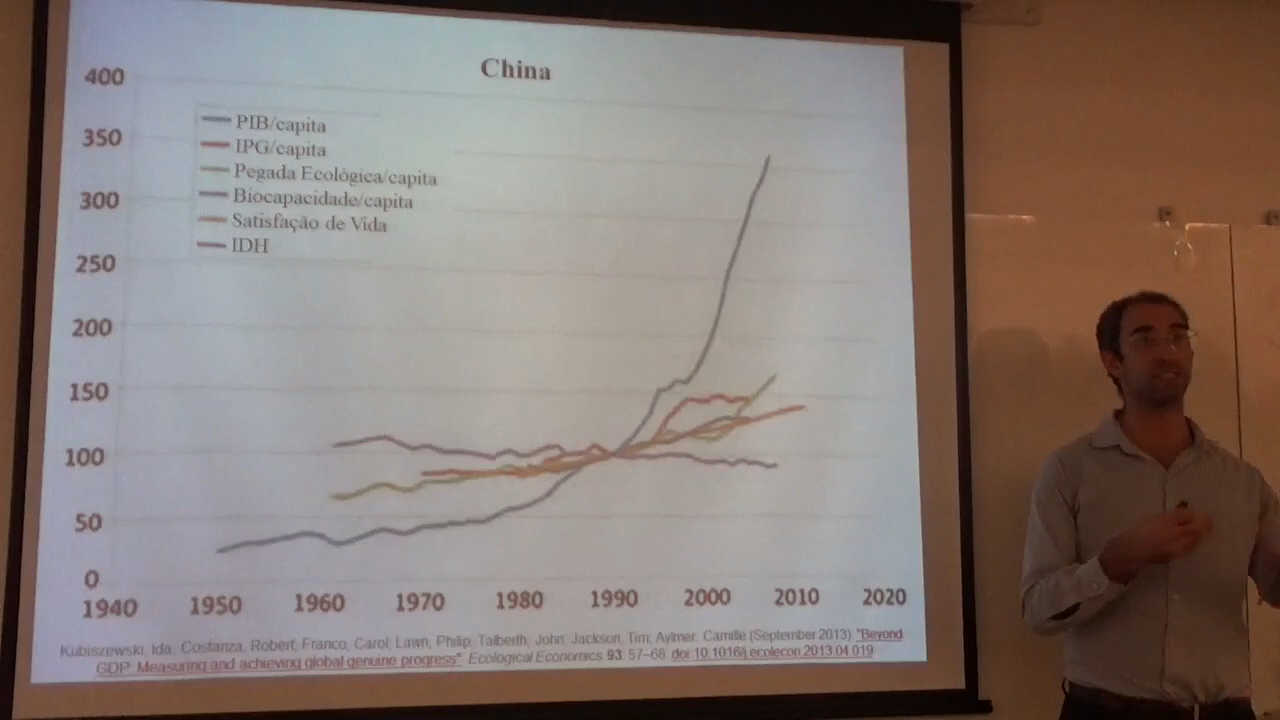 China
400
350
300
250
200
150
100
50
0
PIB/capita
IPG/capita
Pegada Ecológica/capita
Biocapacidade/capita
Satisfação de Vida
IDH
1940 1950 1960 1970 1980 1990 2000 2010 2020
Kubiszewski, Ida; Costanza, Robert; Franco, Carol; Lawn, Philip; Talberth, John; Jackson, Tim; Aylmer, Camille (September 2013). "Beyond
GDP: Measuring and achieving global genuine progress". Ecological Economics. 93: 57–68. doi:10.1016/j.ecolecon.2013.04.019